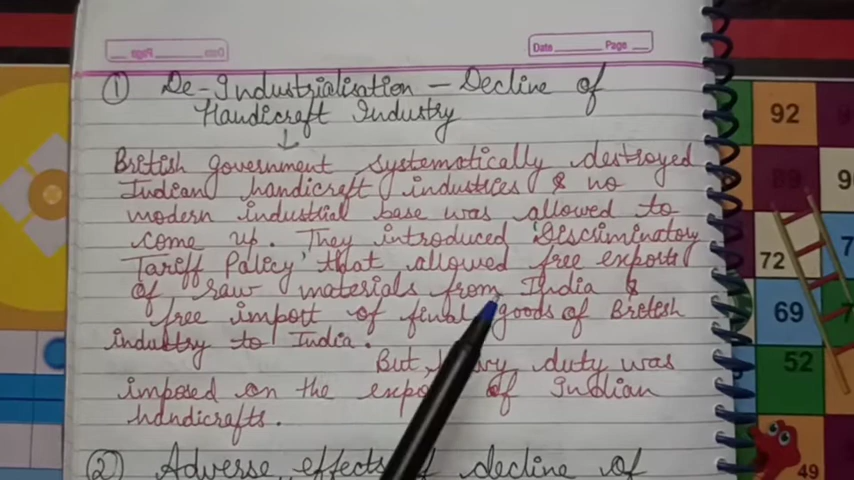 Date Page
① De-Industrialisation - Decline of
Handicraft Industry
British government systematically destroyed
Indian handicraft industries & no
modern industrial base was allowed to
come up. They introduced 'Discriminatory
Tariff Policy' that allowed free export
of raw materials from India &
free import of final goods of British
industry to India.
But heavy duty was
imposed on the export of Indian
handicrafts.
② Adverse effects of decline of
92
72
69
52
49